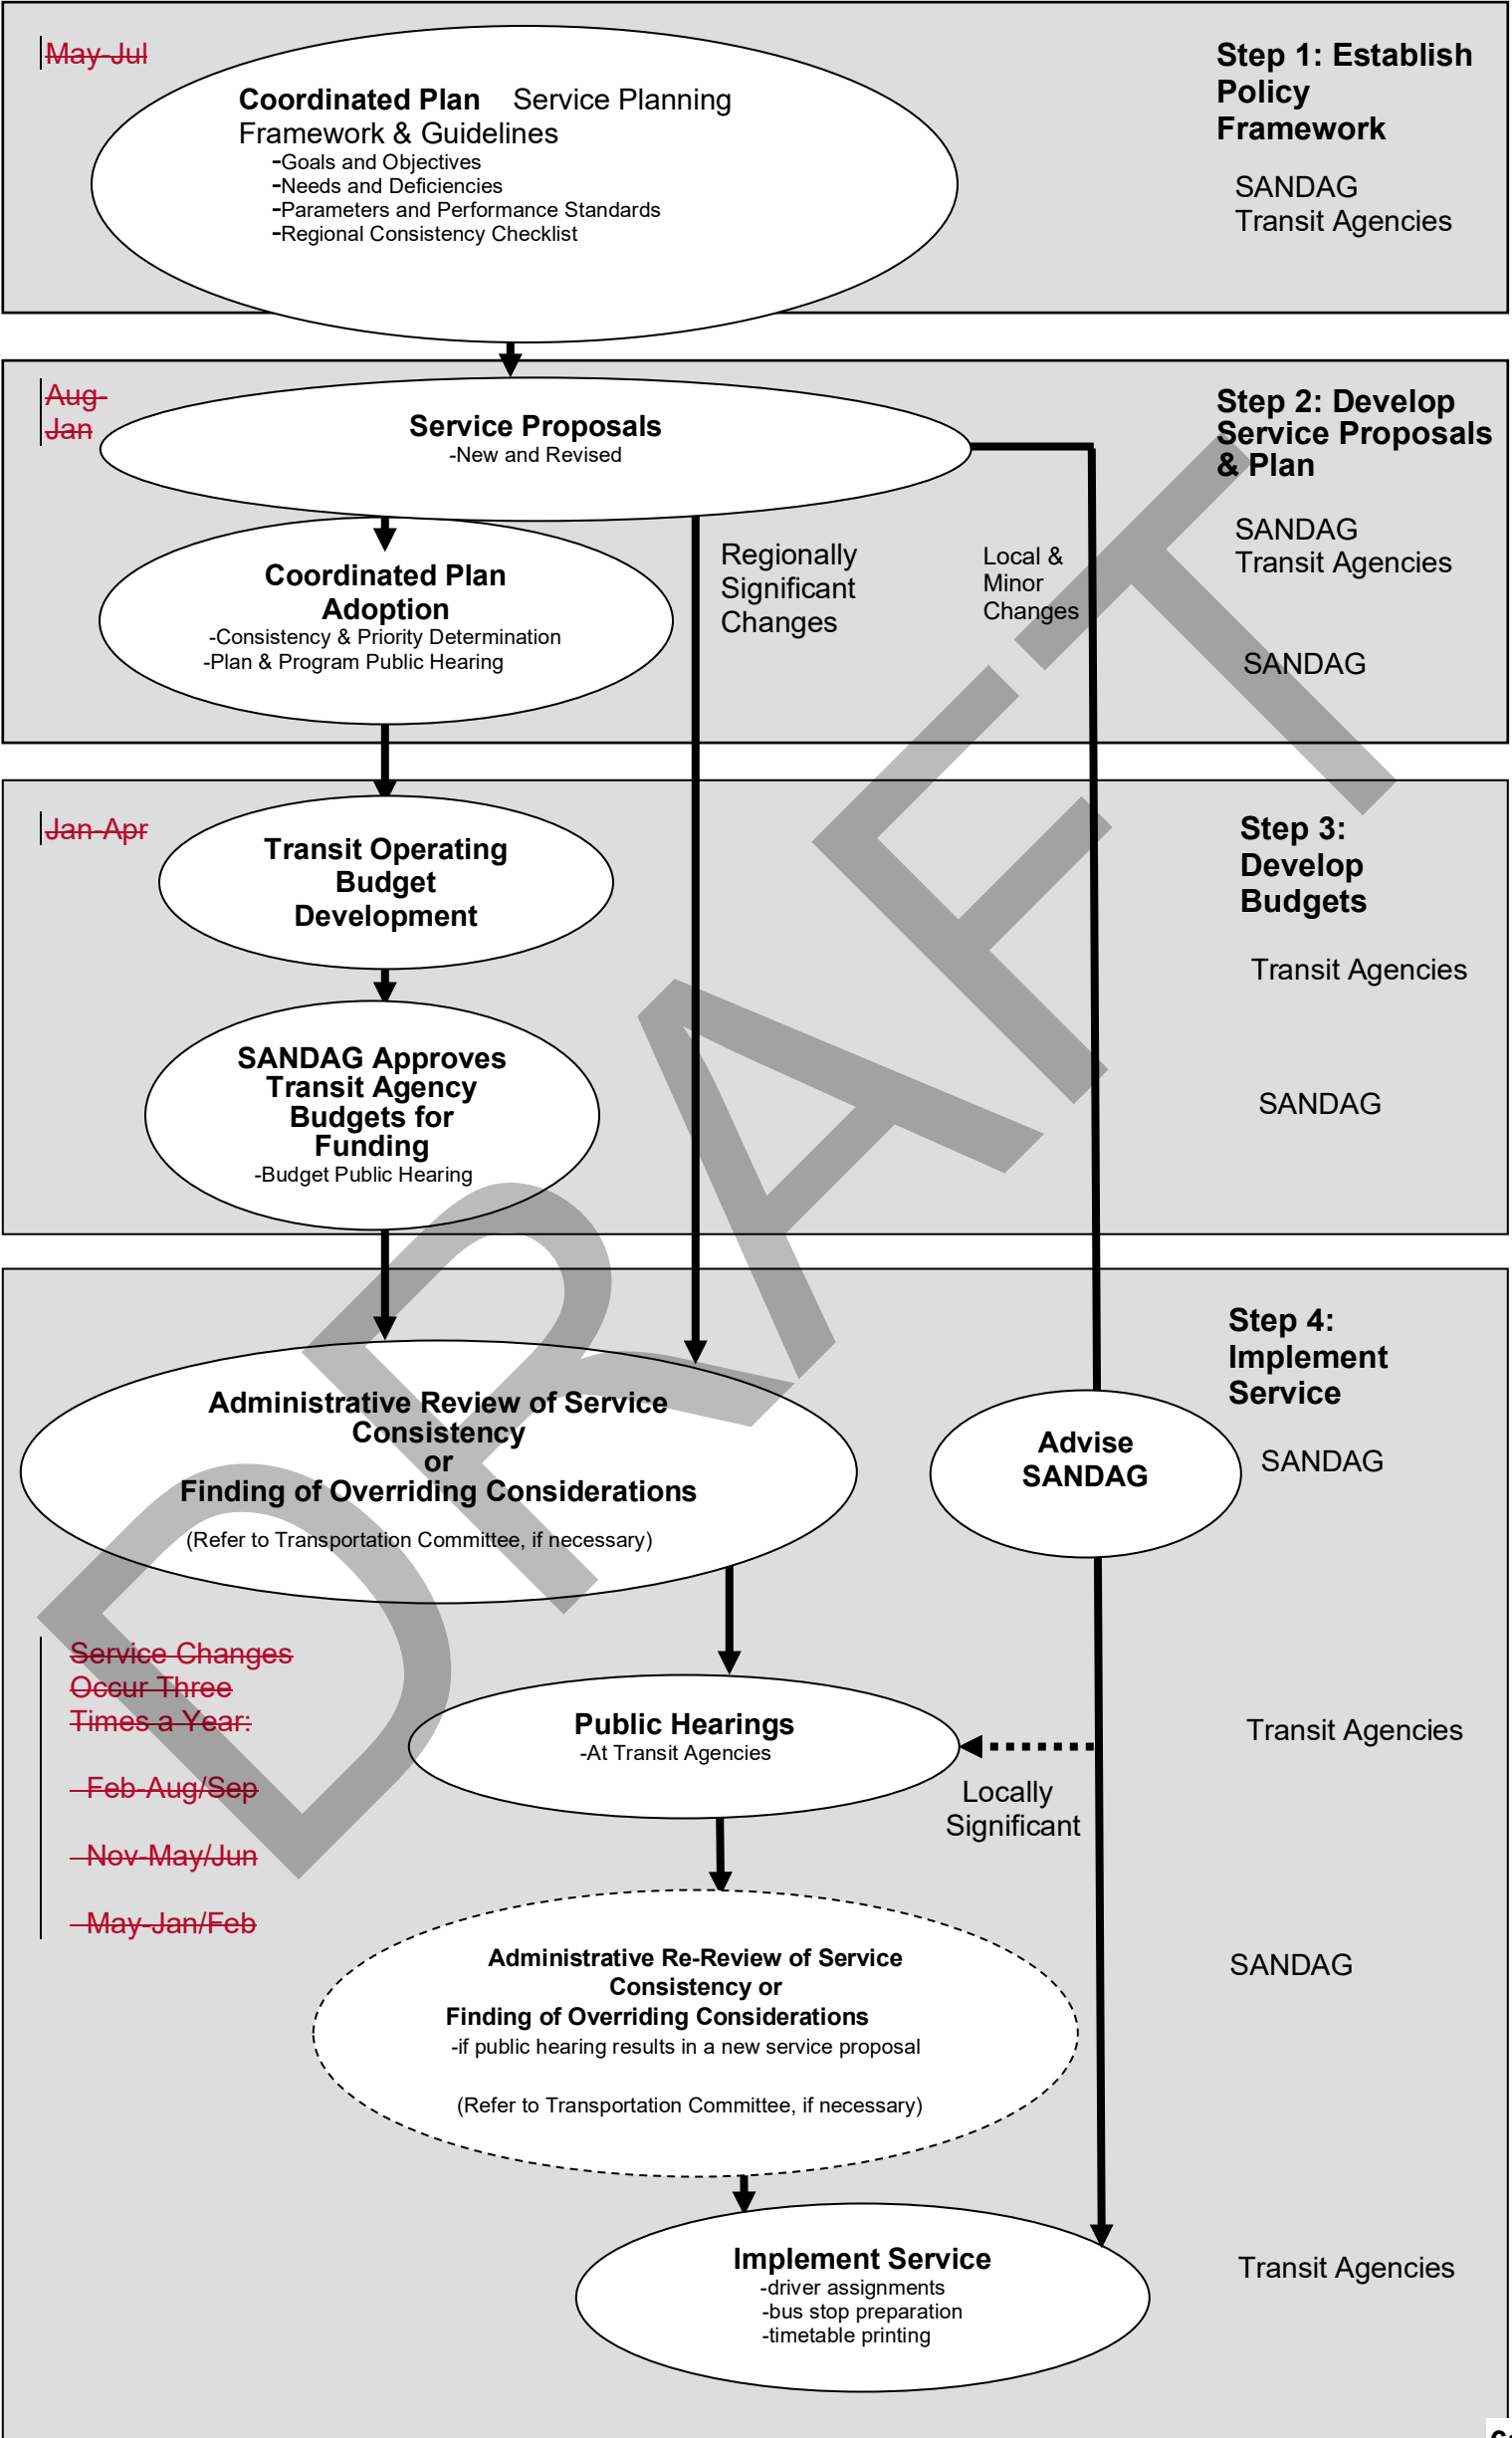 May-Jul
Coordinated Plan Service Planning
Framework & Guidelines
-Goals and Objectives
-Needs and Deficiencies
-Parameters and Performance Standards
-Regional Consistency Checklist
Step 1: Establish
Policy
Framework
SANDAG
Transit Agencies
Aug-
Jan
Service Proposals
-New and Revised
Step 2: Develop
Service Proposals
& Plan
SANDAG
Transit Agencies
Coordinated Plan
Adoption
-Consistency & Priority Determination
-Plan & Program Public Hearing
Regionally
Significant
Changes
Local &
Minor
Changes
SANDAG
Jan-Apr
Transit Operating
Budget
Development
Step 3:
Develop
Budgets
Transit Agencies
SANDAG Approves
Transit Agency
Budgets for
Funding
-Budget Public Hearing
SANDAG
Step 4:
Implement
Service
Administrative Review of Service
Consistency
or
Finding of Overriding Considerations
(Refer to Transportation Committee, if necessary)
Advise
SANDAG
SANDAG
Service Changes
Occur Three
Times a Year:
- Feb-Aug/Sep
- Nov-May/Jun
- May-Jan/Feb
Public Hearings
-At Transit Agencies
Locally
Significant
Transit Agencies
Administrative Re-Review of Service
Consistency or
Finding of Overriding Considerations
-if public hearing results in a new service proposal
(Refer to Transportation Committee, if necessary)
SANDAG
Implement Service
-driver assignments
-bus stop preparation
-timetable printing
Transit Agencies
DRAFT